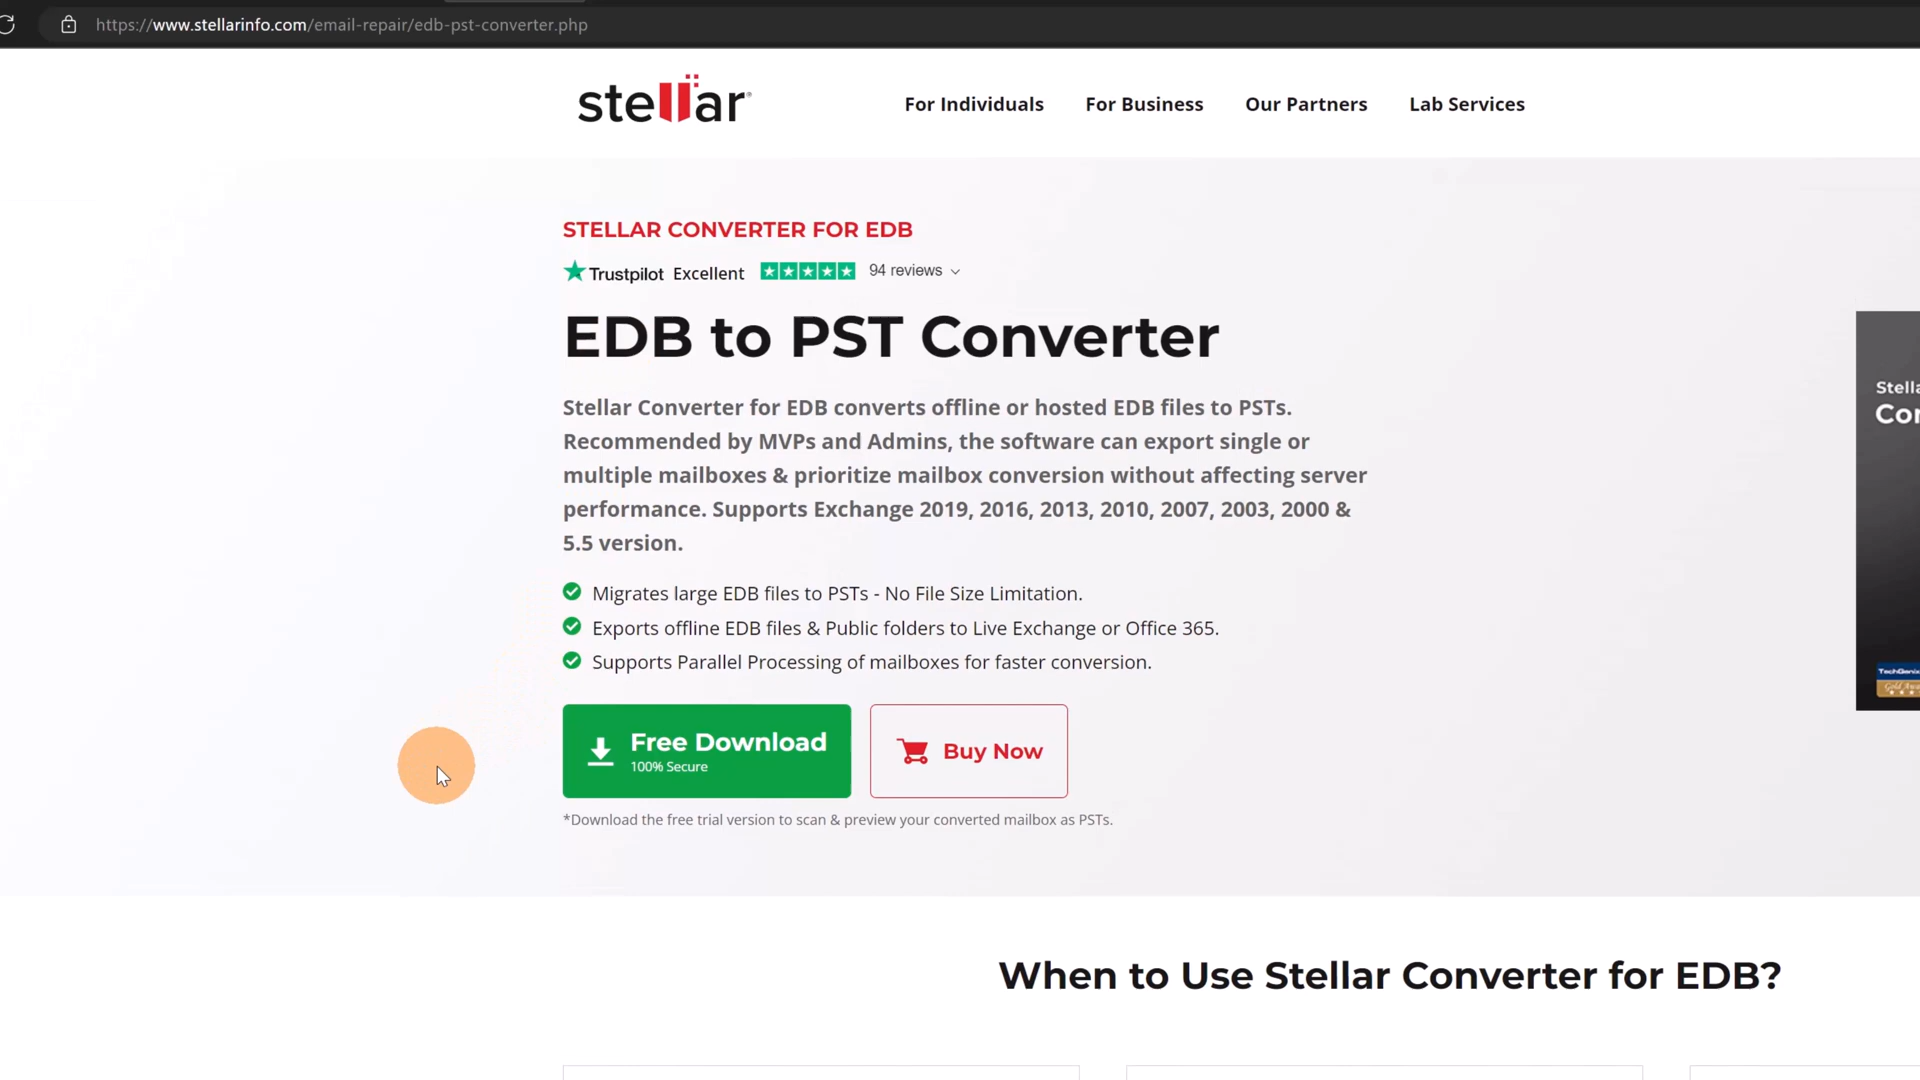 https://www.stellarinfo.com/email-repair/edb-pst-converter.php
stellar
For Individuals
For Business
Our Partners
Lab Services
STELLAR CONVERTER FOR EDB
Trustpilot Excellent 94 reviews
EDB to PST Converter
Stellar Converter for EDB converts offline or hosted EDB files to PSTs.
Recommended by MVPs and Admins, the software can export single or
multiple mailboxes & prioritize mailbox conversion without affecting server
performance. Supports Exchange 2019, 2016, 2013, 2010, 2007, 2003, 2000 &
5.5 version.
Migrates large EDB files to PSTs - No File Size Limitation.
Exports offline EDB files & Public folders to Live Exchange or Office 365.
Supports Parallel Processing of mailboxes for faster conversion.
Free Download
100% Secure
Buy Now
*Download the free trial version to scan & preview your converted mailbox as PSTs.
When to Use Stellar Converter for EDB?